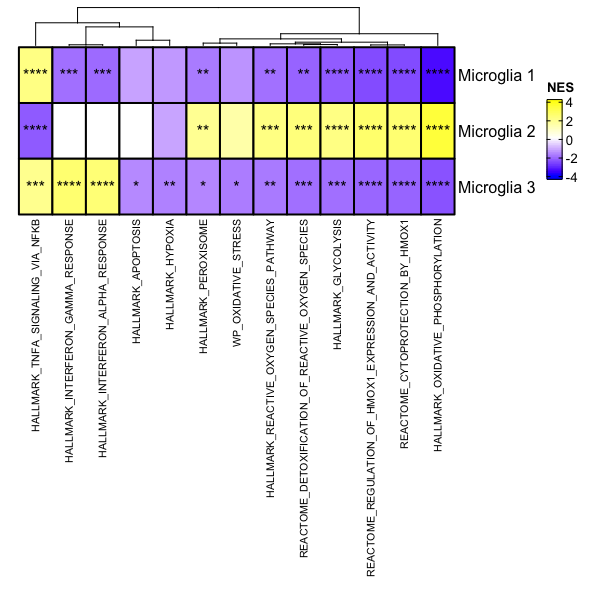 **** *** *** ** ** ** **** **** **** **** Microglia 1
**** ** *** *** **** **** **** **** Microglia 2
*** **** **** * ** * * ** *** *** **** **** **** Microglia 3
NES
4
2
0
-2
-4
HALLMARK_TNFA_SIGNALING_VIA_NFKB
HALLMARK_INTERFERON_GAMMA_RESPONSE
HALLMARK_INTERFERON_ALPHA_RESPONSE
HALLMARK_APOPTOSIS
HALLMARK_HYPOXIA
HALLMARK_PEROXISOME
WP_OXIDATIVE_STRESS
HALLMARK_REACTIVE_OXYGEN_SPECIES_PATHWAY
REACTOME_DETOXIFICATION_OF_REACTIVE_OXYGEN_SPECIES
HALLMARK_GLYCOLYSIS
REACTOME_REGULATION_OF_HMOX1_EXPRESSION_AND_ACTIVITY
REACTOME_CYTOPROTECTION_BY_HMOX1
HALLMARK_OXIDATIVE_PHOSPHORYLATION